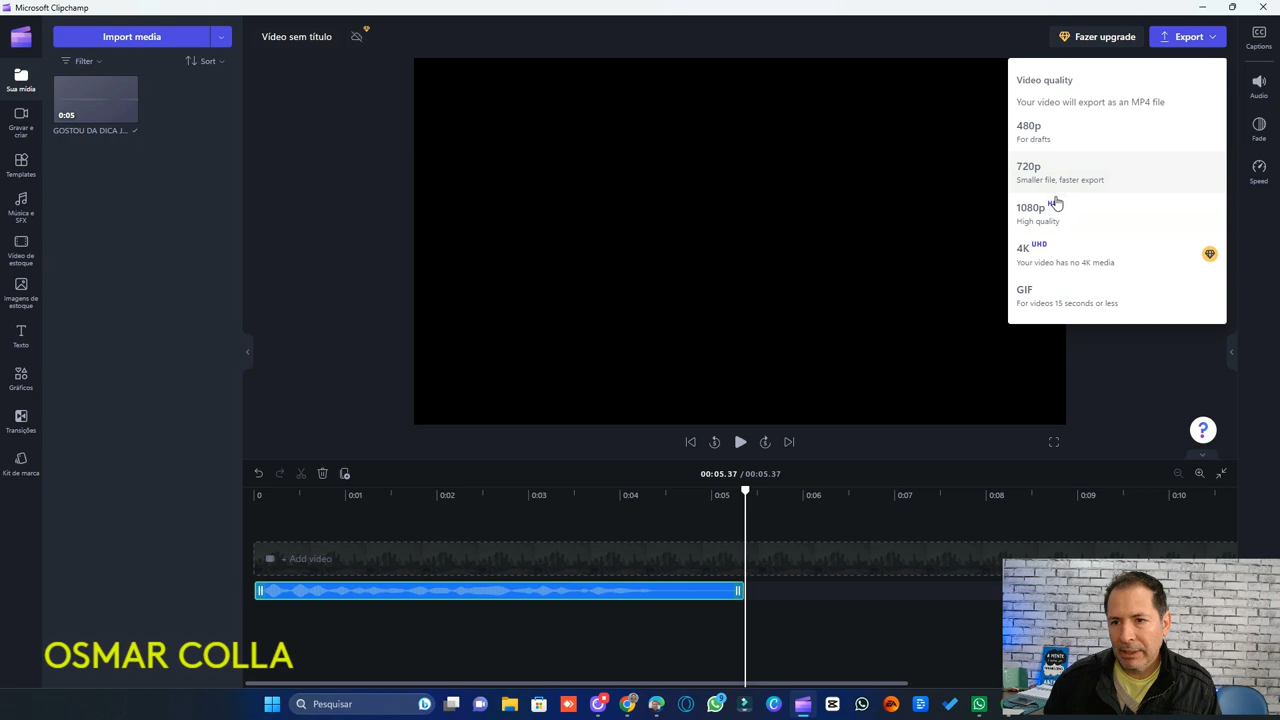 Microsoft Clipchamp
Import media
Vídeo sem título
Fazer upgrade
Export
Captions
Filter
Sort
Video quality
Your video will export as an MP4 file
480p
For drafts
720p
Smaller file, faster export
1080p
High quality
4K UHD
Your video has no 4K media
GIF
For videos 15 seconds or less
Sua mídia
0:05
GOSTOU DA DICA J...
Gravar e criar
Templates
Música e SFX
Vídeo de estoque
Imagens de estoque
Texto
Gráficos
Transições
Kit de marca
Audio
Fade
Speed
?
00:05.37 / 00:05.37
0 0:01 0:02 0:03 0:04 0:05 0:06 0:07 0:08 0:09 0:10
+ Add video
OSMAR COLLA
A MENTE
Pesquisar